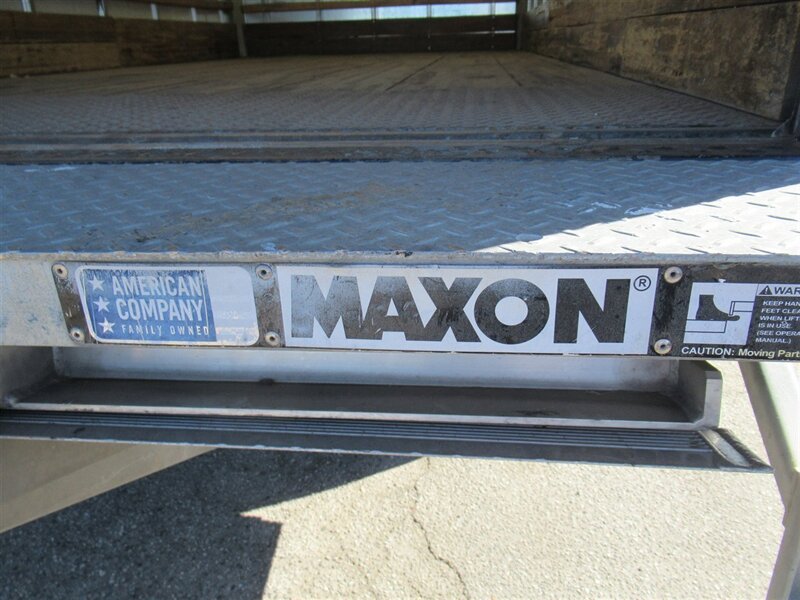 AMERICAN
COMPANY
FAMILY OWNED
MAXON®
WAR
KEEP HAN
FEET CLEA
WHEN LIFT
IS IN USE.
(SEE OPERA
MANUAL.)
CAUTION: Moving Part